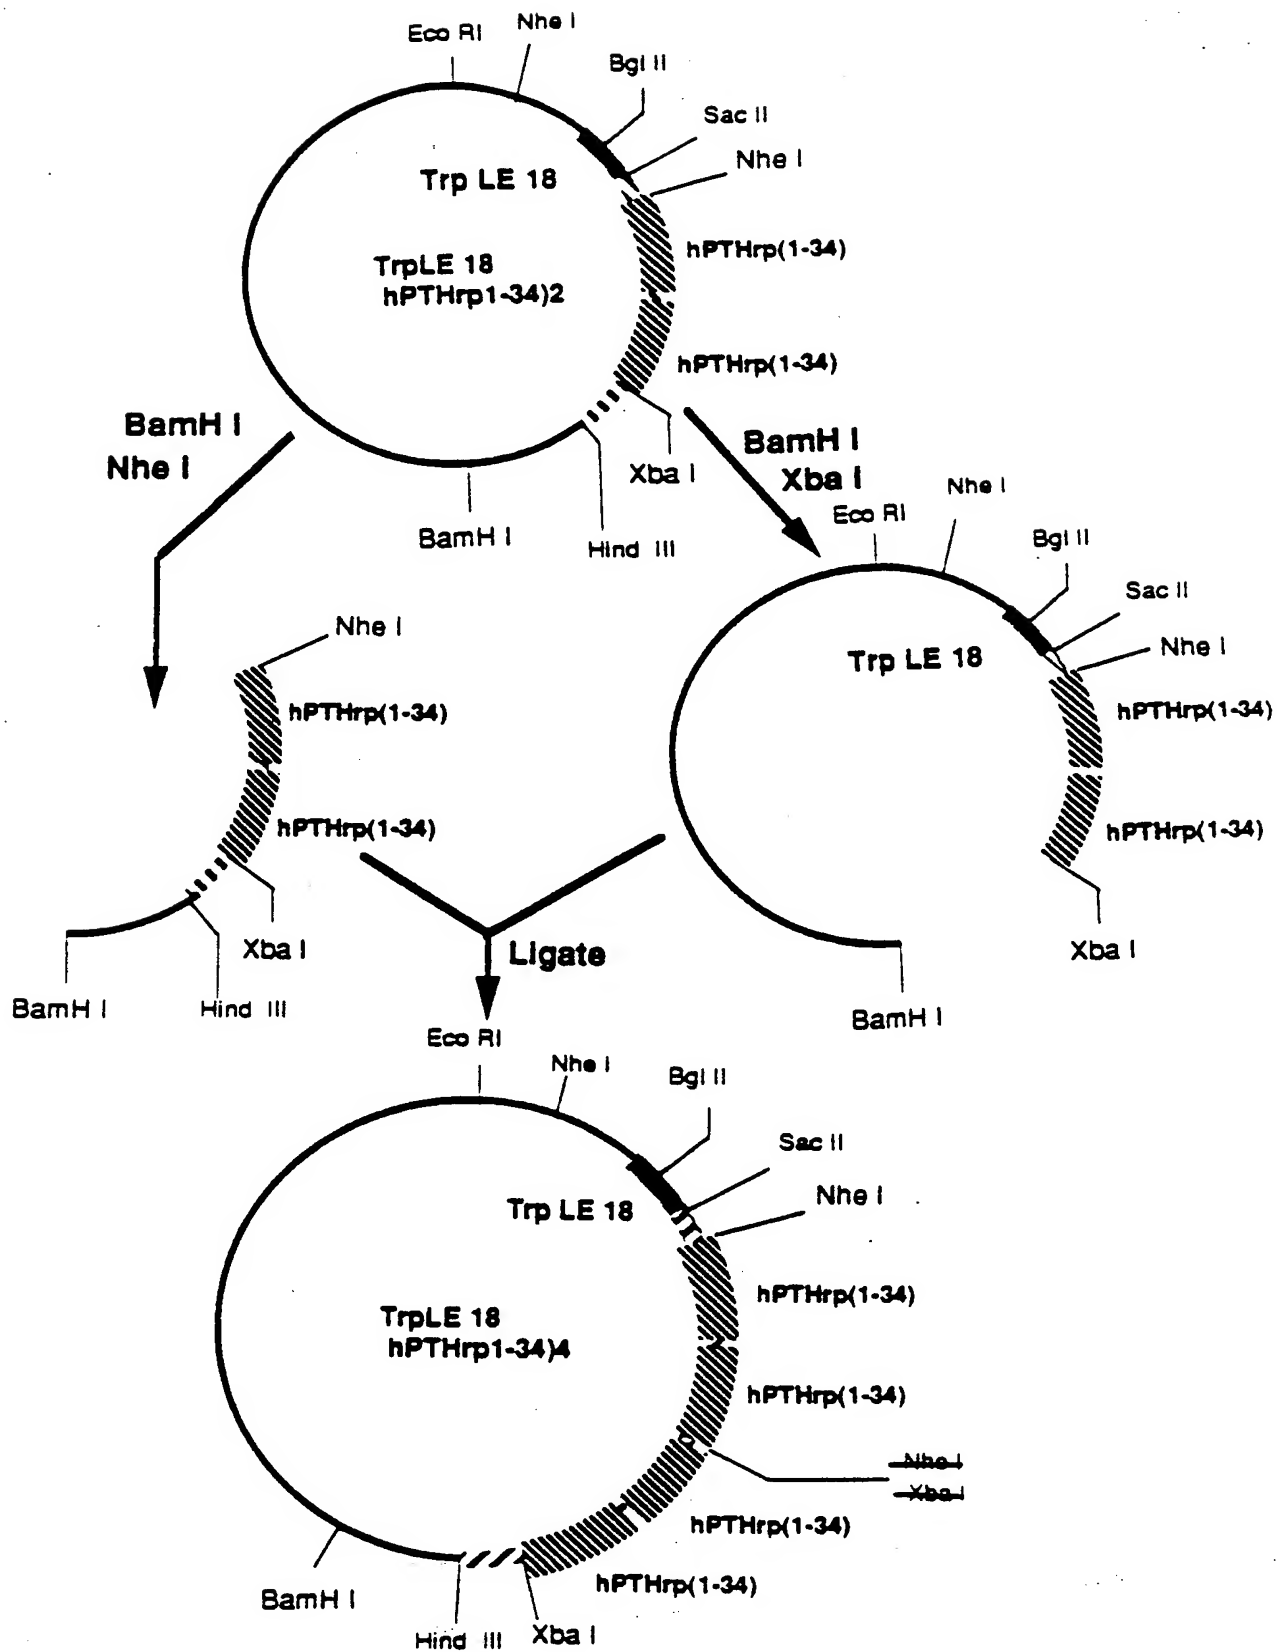 Eco RI
Nhe I
Bgl II
Sac II
Nhe I
Trp LE 18
hPTHrp(1-34)
TrpLE 18
hPTHrp1-34)2
hPTHrp(1-34)
BamH I
Nhe I
BamH I
Xba I
Xba I
BamH I
Hind III
Eco RI
Nhe I
Bgl II
Sac II
Nhe I
Trp LE 18
hPTHrp(1-34)
hPTHrp(1-34)
Xba I
BamH I
Nhe I
hPTHrp(1-34)
hPTHrp(1-34)
Xba I
BamH I
Hind III
Ligate
Eco RI
Nhe I
Bgl II
Sac II
Nhe I
Trp LE 18
hPTHrp(1-34)
TrpLE 18
hPTHrp1-34)4
hPTHrp(1-34)
Nhe I
Xba I
hPTHrp(1-34)
hPTHrp(1-34)
BamH I
Hind III
Xba I